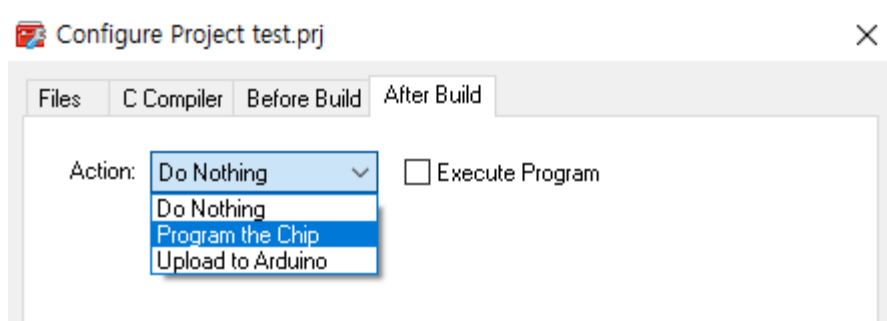 Configure Project test.prj
Files C Compiler Before Build After Build
Action: Do Nothing Execute Program
Do Nothing
Program the Chip
Upload to Arduino